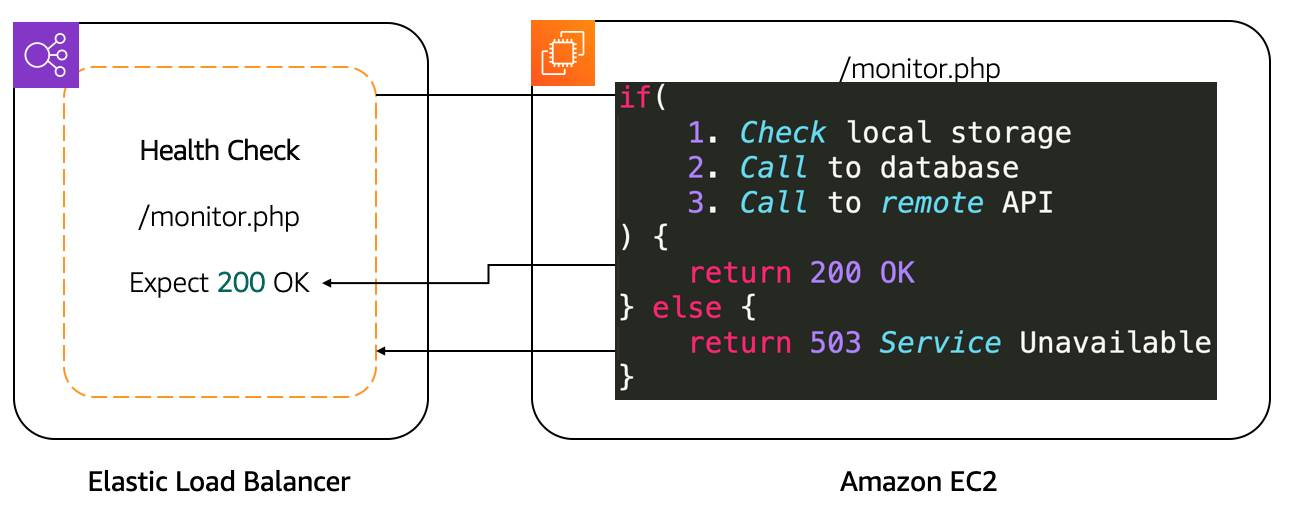 /monitor.php
if(
1. Check local storage
Health Check
2. Call to database
3. Call to remote API
/monitor.php
) {
return 200 OK
Expect 200 OK
} else {
return 503 Service Unavailable
}
Elastic Load Balancer
Amazon EC2